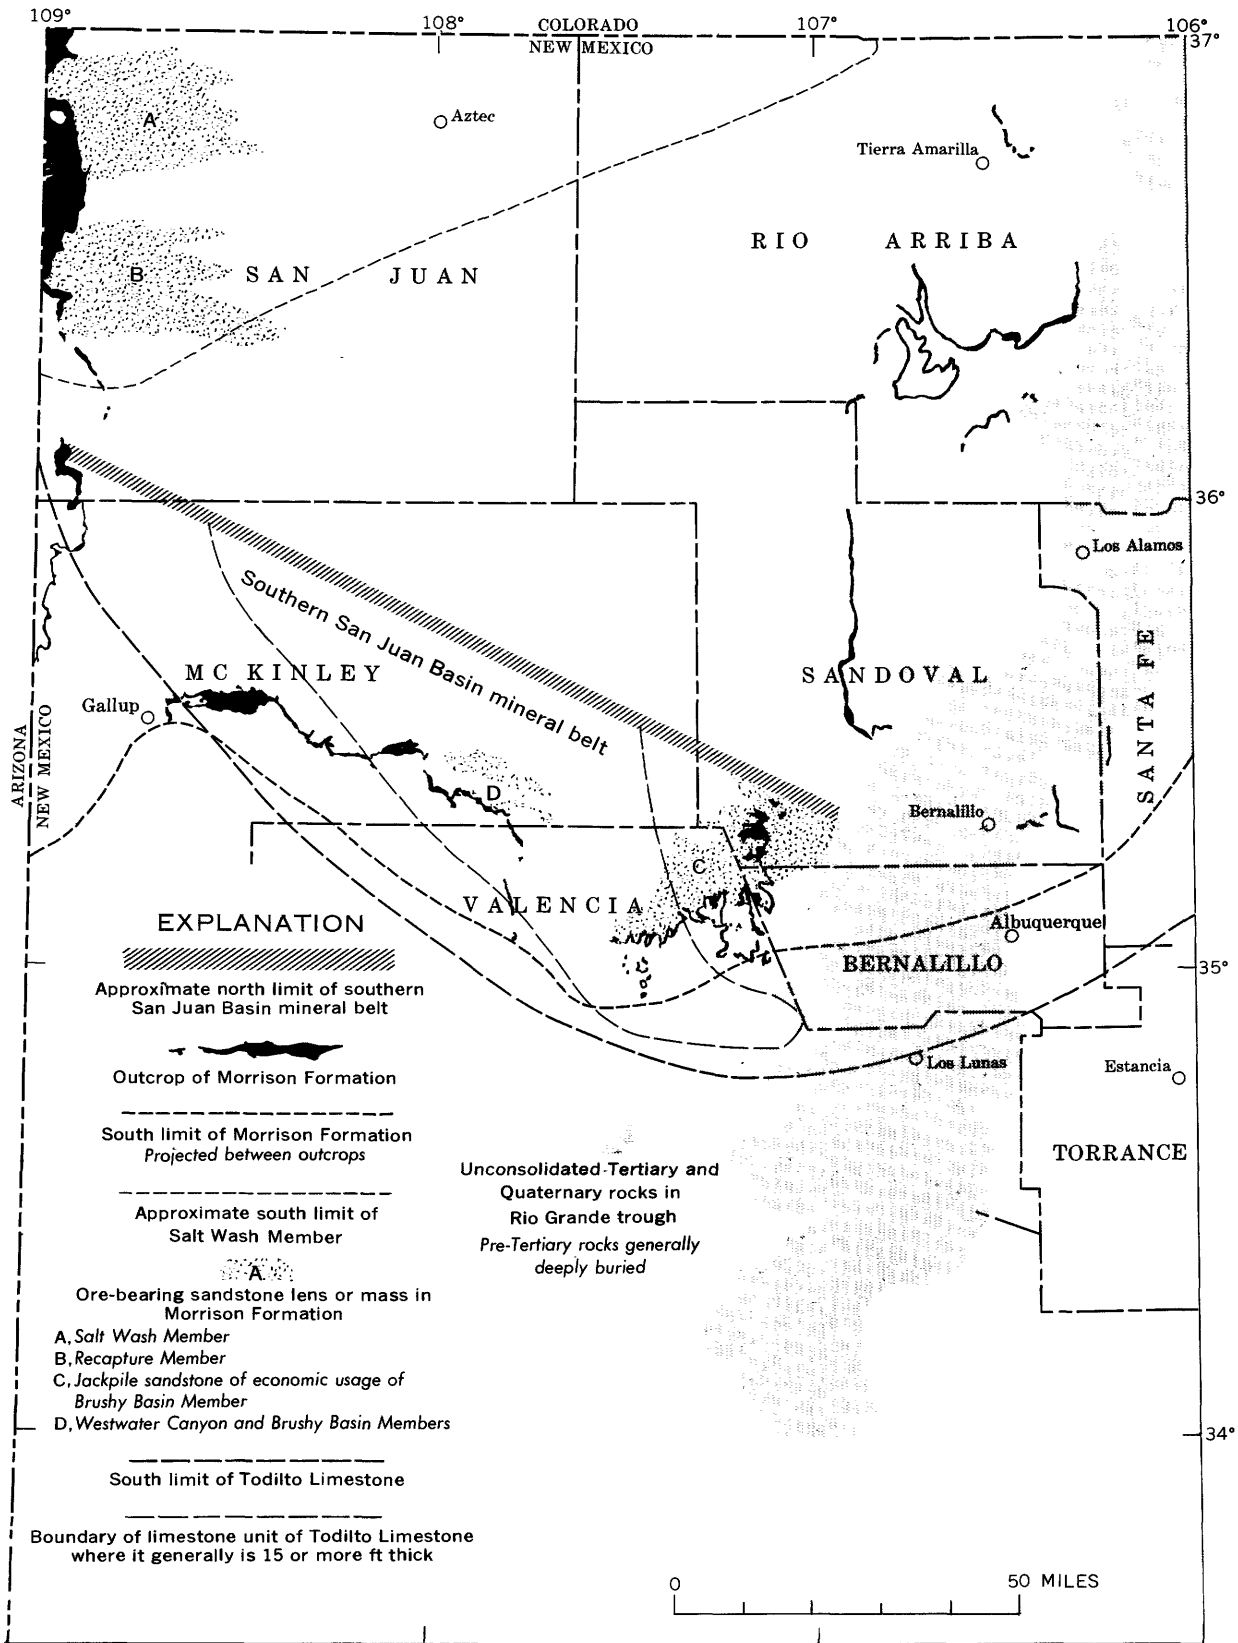 109°
108°
COLORADO
NEW MEXICO
107°
106°
37°
A
Aztec
Tierra Amarilla
RIO ARRIBA
B
SAN JUAN
36°
Los Alamos
Southern San Juan Basin mineral belt
MC KINLEY
SANDOVAL
SANTA FE
Gallup
ARIZONA
NEW MEXICO
D
Bernalillo
C
VALENCIA
Albuquerque
BERNALILLO
35°
Los Lunas
Estancia
TORRANCE
EXPLANATION
Approximate north limit of southern
San Juan Basin mineral belt
Outcrop of Morrison Formation
South limit of Morrison Formation
Projected between outcrops
Approximate south limit of
Salt Wash Member
A
Ore-bearing sandstone lens or mass in
Morrison Formation
A, Salt Wash Member
B, Recapture Member
C, Jackpile sandstone of economic usage of
Brushy Basin Member
D, Westwater Canyon and Brushy Basin Members
South limit of Todilto Limestone
Boundary of limestone unit of Todilto Limestone
where it generally is 15 or more ft thick
Unconsolidated Tertiary and
Quaternary rocks in
Rio Grande trough
Pre-Tertiary rocks generally
deeply buried
34°
0 50 MILES